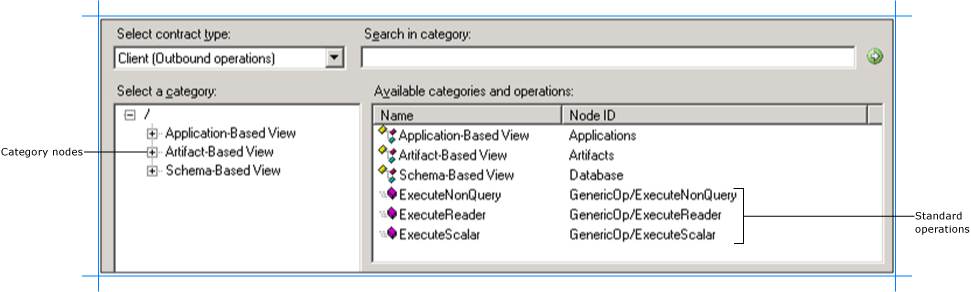 Select contract type:
Search in category:
Client (Outbound operations)
Select a category:
Available categories and operations:
/
Application-Based View
Artifact-Based View
Schema-Based View
Name Node ID
Application-Based View Applications
Artifact-Based View Artifacts
Schema-Based View Database
ExecuteNonQuery GenericOp/ExecuteNonQuery
ExecuteReader GenericOp/ExecuteReader
ExecuteScalar GenericOp/ExecuteScalar
Category nodes
Standard
operations